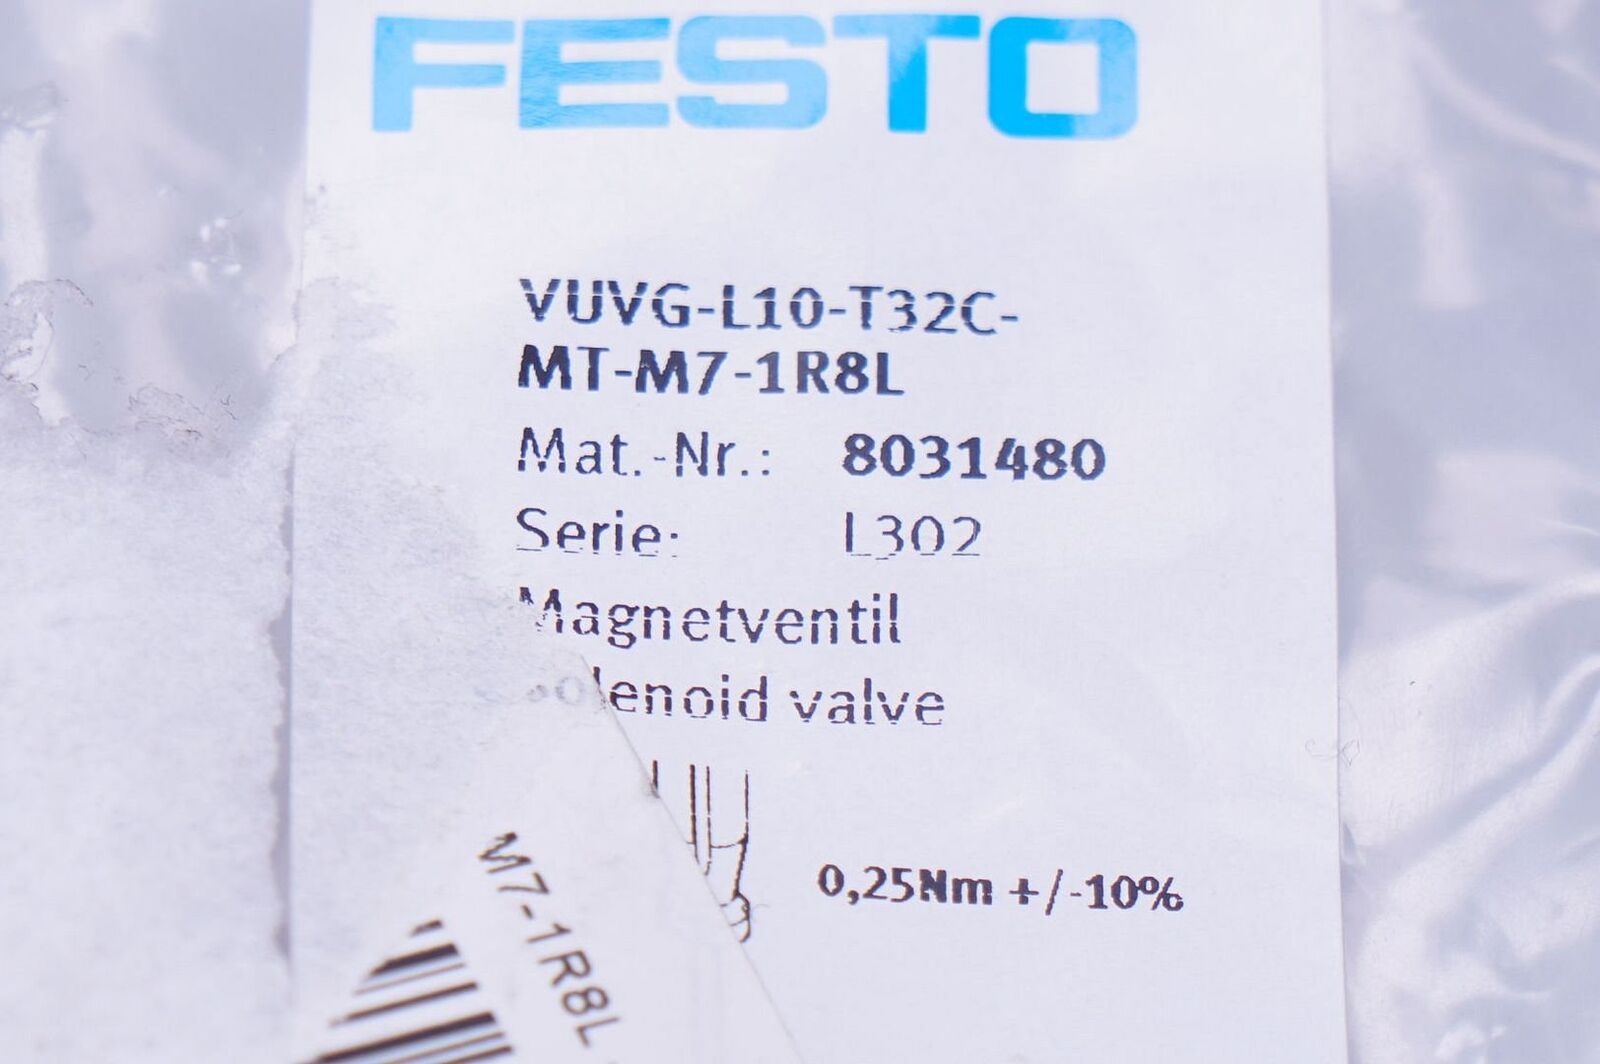 FESTO
VUVG-L10-T32C-
MT-M7-1R8L
Mat.-Nr.: 8031480
Serie: L302
Magnetventil
Solenoid valve
0,25Nm +/-10%
M7-1R8L